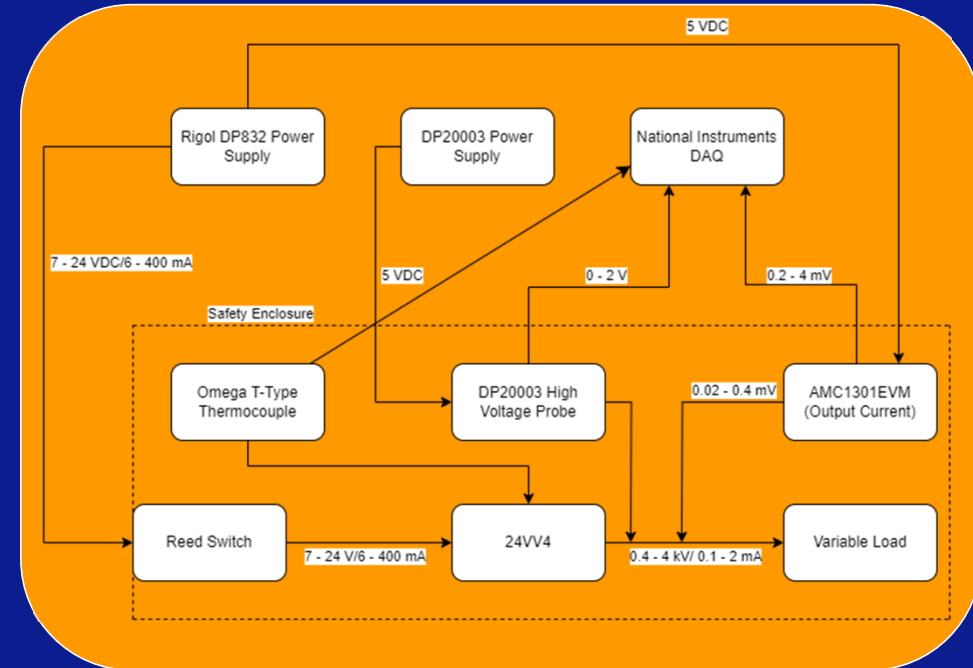 5 VDC
Rigol DP832 Power
Supply
DP20003 Power
Supply
National Instruments
DAQ
7 - 24 VDC/6 - 400 mA
5 VDC
0 - 2 V
0.2 - 4 mV
Safety Enclosure
Omega T-Type
Thermocouple
DP20003 High
Voltage Probe
0.02 - 0.4 mV
AMC1301EVM
(Output Current)
Reed Switch
7 - 24 V/6 - 400 mA
24VV4
0.4 - 4 kV/ 0.1 - 2 mA
Variable Load